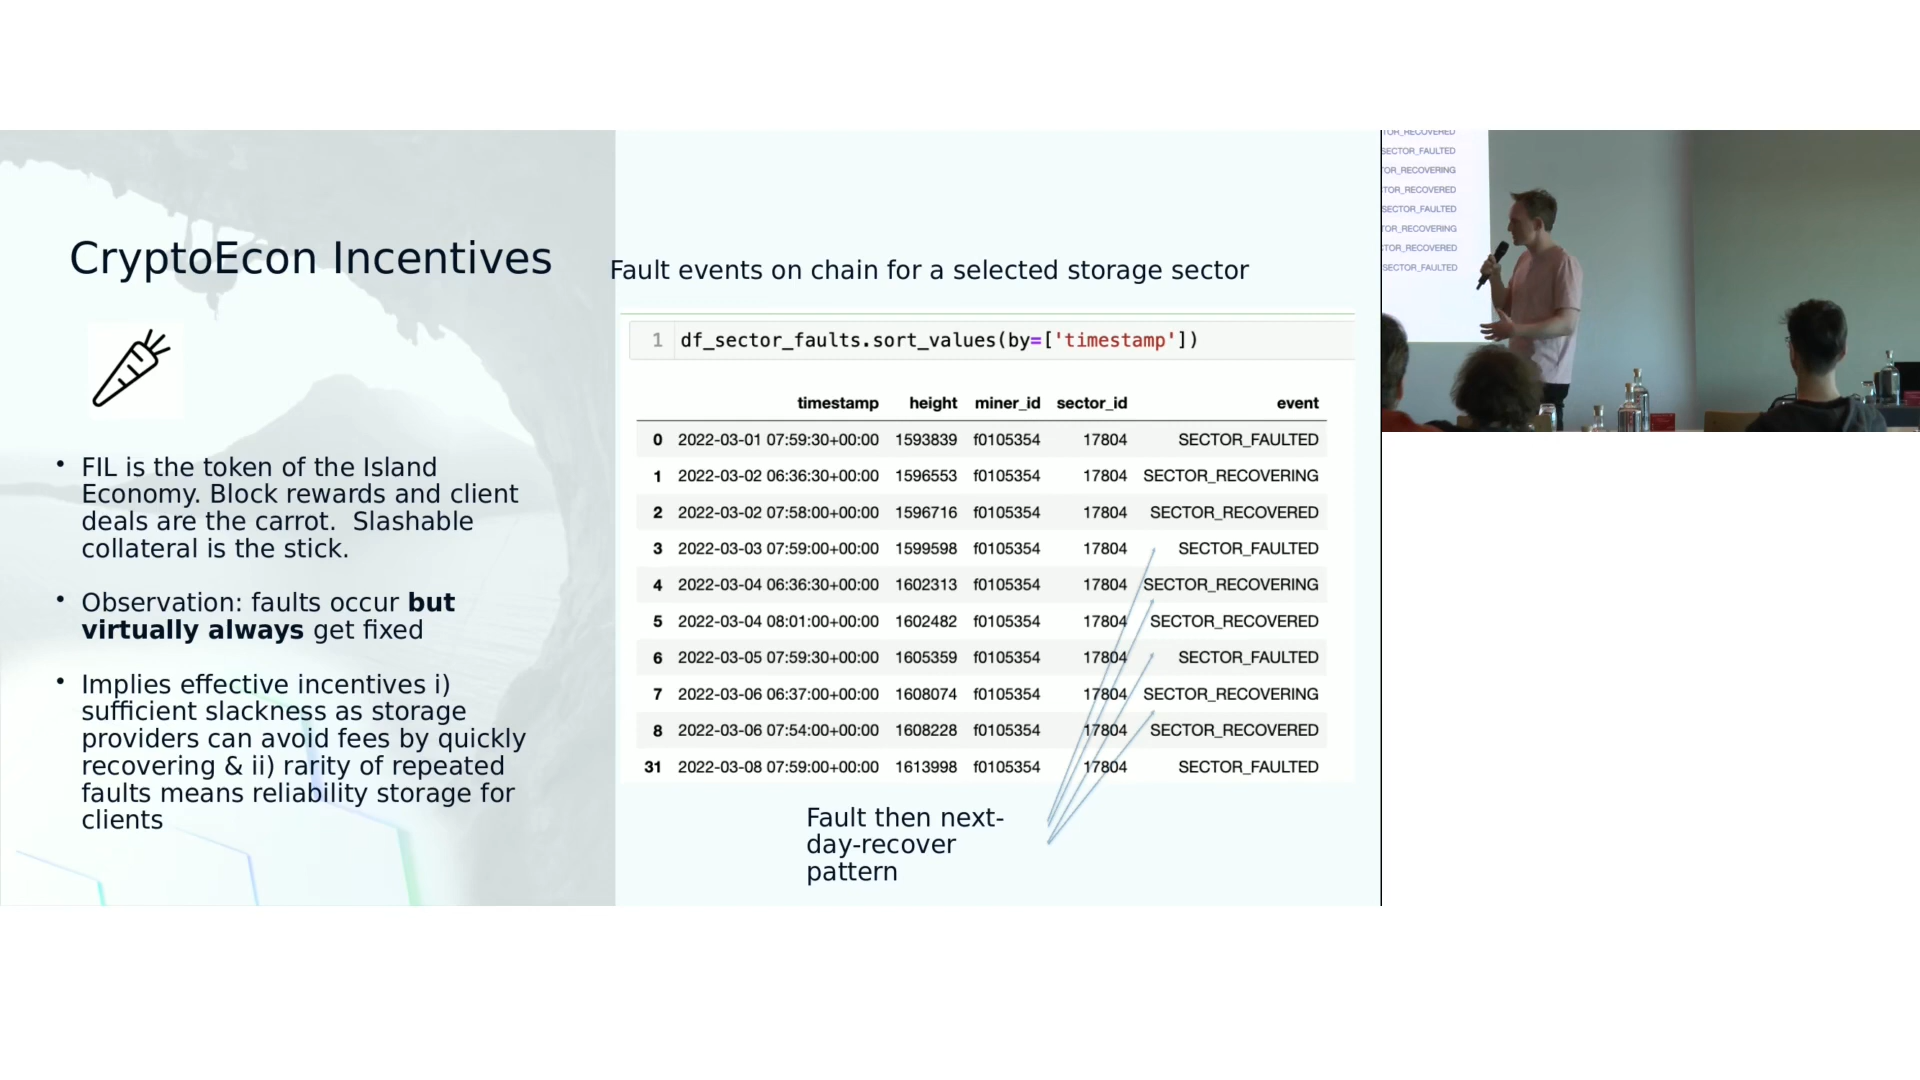 CryptoEcon Incentives
• FIL is the token of the Island
Economy. Block rewards and client
deals are the carrot.  Slashable
collateral is the stick.
• Observation: faults occur but
virtually always get fixed
• Implies effective incentives i)
sufficient slackness as storage
providers can avoid fees by quickly
recovering & ii) rarity of repeated
faults means reliability storage for
clients
Fault events on chain for a selected storage sector
1 df_sector_faults.sort_values(by=['timestamp'])
timestamp height miner_id sector_id event
0 2022-03-01 07:59:30+00:00 1593839 f0105354 17804 SECTOR_FAULTED
1 2022-03-02 06:36:30+00:00 1596553 f0105354 17804 SECTOR_RECOVERING
2 2022-03-02 07:58:00+00:00 1596716 f0105354 17804 SECTOR_RECOVERED
3 2022-03-03 07:59:00+00:00 1599598 f0105354 17804 SECTOR_FAULTED
4 2022-03-04 06:36:30+00:00 1602313 f0105354 17804 SECTOR_RECOVERING
5 2022-03-04 08:01:00+00:00 1602482 f0105354 17804 SECTOR_RECOVERED
6 2022-03-05 07:59:30+00:00 1605359 f0105354 17804 SECTOR_FAULTED
7 2022-03-06 06:37:00+00:00 1608074 f0105354 17804 SECTOR_RECOVERING
8 2022-03-06 07:54:00+00:00 1608228 f0105354 17804 SECTOR_RECOVERED
31 2022-03-08 07:59:00+00:00 1613998 f0105354 17804 SECTOR_FAULTED
Fault then next-
day-recover
pattern
TOR_RECOVERED
SECTOR_FAULTED
TOR_RECOVERING
TOR_RECOVERED
SECTOR_FAULTED
TOR_RECOVERING
TOR_RECOVERED
SECTOR_FAULTED